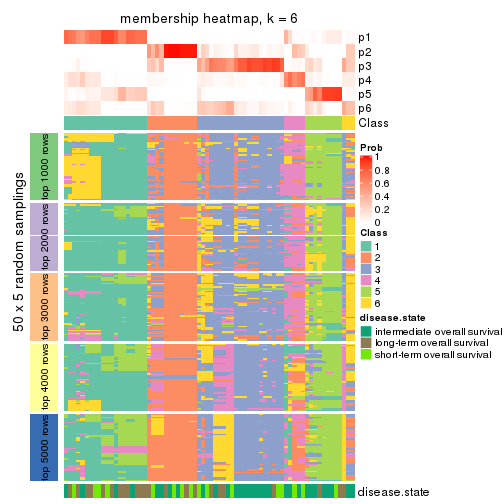 membership heatmap, k = 6
p1
p2
p3
p4
p5
p6
Class
50 x 5 random samplings
top 1000 rows
top 2000 rows
top 3000 rows
top 4000 rows
top 5000 rows
Prob
1
0.8
0.6
0.4
0.2
0
Class
1
2
3
4
5
6
disease.state
intermediate overall survival
long-term overall survival
short-term overall survival
disease.state